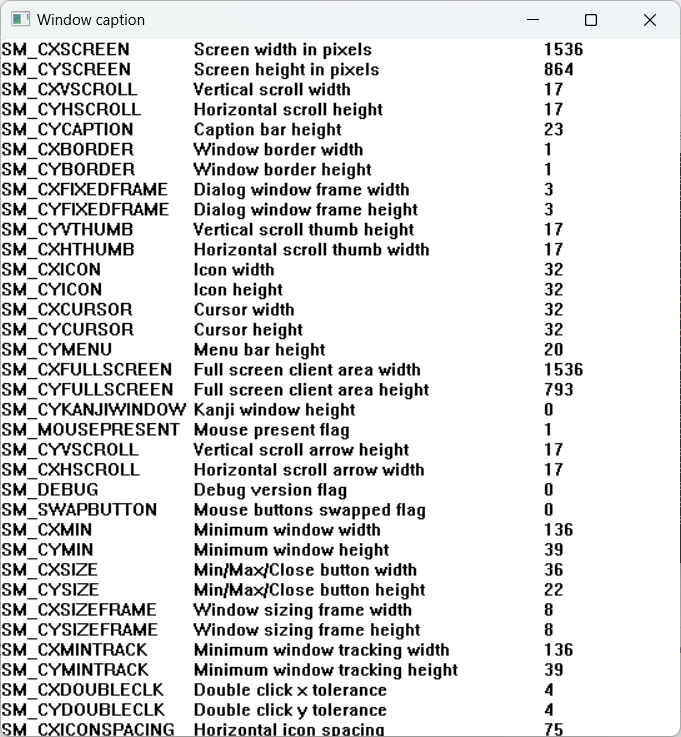 Window caption
SM_CXSCREEN Screen width in pixels 1536
SM_CYSCREEN Screen height in pixels 864
SM_CXVSCROLL Vertical scroll width 17
SM_CYHSCROLL Horizontal scroll height 17
SM_CYCAPTION Caption bar height 23
SM_CXBORDER Window border width 1
SM_CYBORDER Window border height 1
SM_CXFIXEDFRAME Dialog window frame width 3
SM_CYFIXEDFRAME Dialog window frame height 3
SM_CYVTHUMB Vertical scroll thumb height 17
SM_CXHTHUMB Horizontal scroll thumb width 17
SM_CXICON Icon width 32
SM_CYICON Icon height 32
SM_CXCURSOR Cursor width 32
SM_CYCURSOR Cursor height 32
SM_CYMENU Menu bar height 20
SM_CXFULLSCREEN Full screen client area width 1536
SM_CYFULLSCREEN Full screen client area height 793
SM_CYKANJIWINDOW Kanji window height 0
SM_MOUSEPRESENT Mouse present flag 1
SM_CYVSCROLL Vertical scroll arrow height 17
SM_CXHSCROLL Horizontal scroll arrow width 17
SM_DEBUG Debug version flag 0
SM_SWAPBUTTON Mouse buttons swapped flag 0
SM_CXMIN Minimum window width 136
SM_CYMIN Minimum window height 39
SM_CXSIZE Min/Max/Close button width 36
SM_CYSIZE Min/Max/Close button height 22
SM_CXSIZEFRAME Window sizing frame width 8
SM_CYSIZEFRAME Window sizing frame height 8
SM_CXMINTRACK Minimum window tracking width 136
SM_CYMINTRACK Minimum window tracking height 39
SM_CXDOUBLECLK Double click x tolerance 4
SM_CYDOUBLECLK Double click y tolerance 4
SM_CXICONSPACING Horizontal icon spacing 75